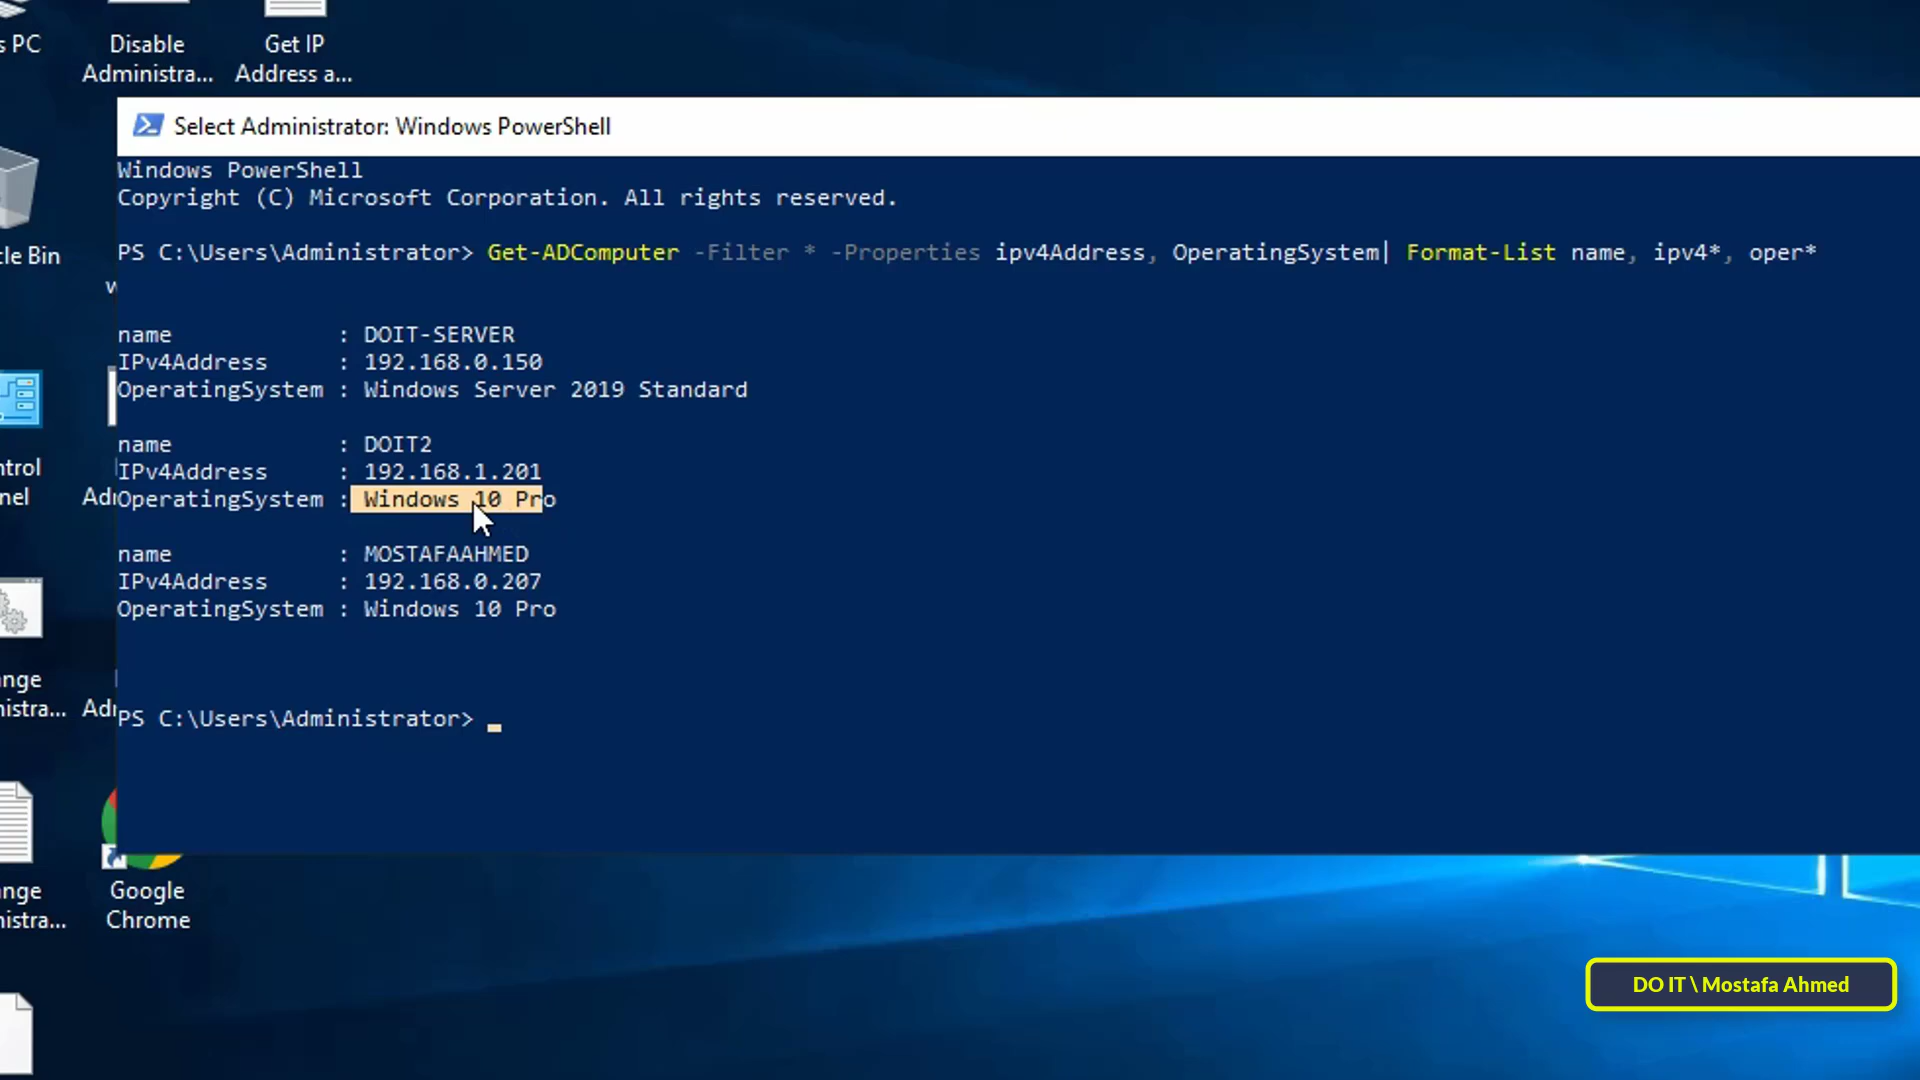 s PC
Disable
Administra...
Get IP
Address a...
Select Administrator: Windows PowerShell
Windows PowerShell
Copyright (C) Microsoft Corporation. All rights reserved.
PS C:\Users\Administrator> Get-ADComputer -Filter * -Properties ipv4Address, OperatingSystem| Format-List name, ipv4*, oper*
cle Bin
name : DOIT-SERVER
IPv4Address : 192.168.0.150
OperatingSystem : Windows Server 2019 Standard
name : DOIT2
IPv4Address : 192.168.1.201
OperatingSystem : Windows 10 Pro
name : MOSTAFAAHMED
IPv4Address : 192.168.0.207
OperatingSystem : Windows 10 Pro
PS C:\Users\Administrator>
ntrol
nel
Adı
ange
nistra...
ange
nistra...
Google
Chrome
DO IT \ Mostafa Ahmed